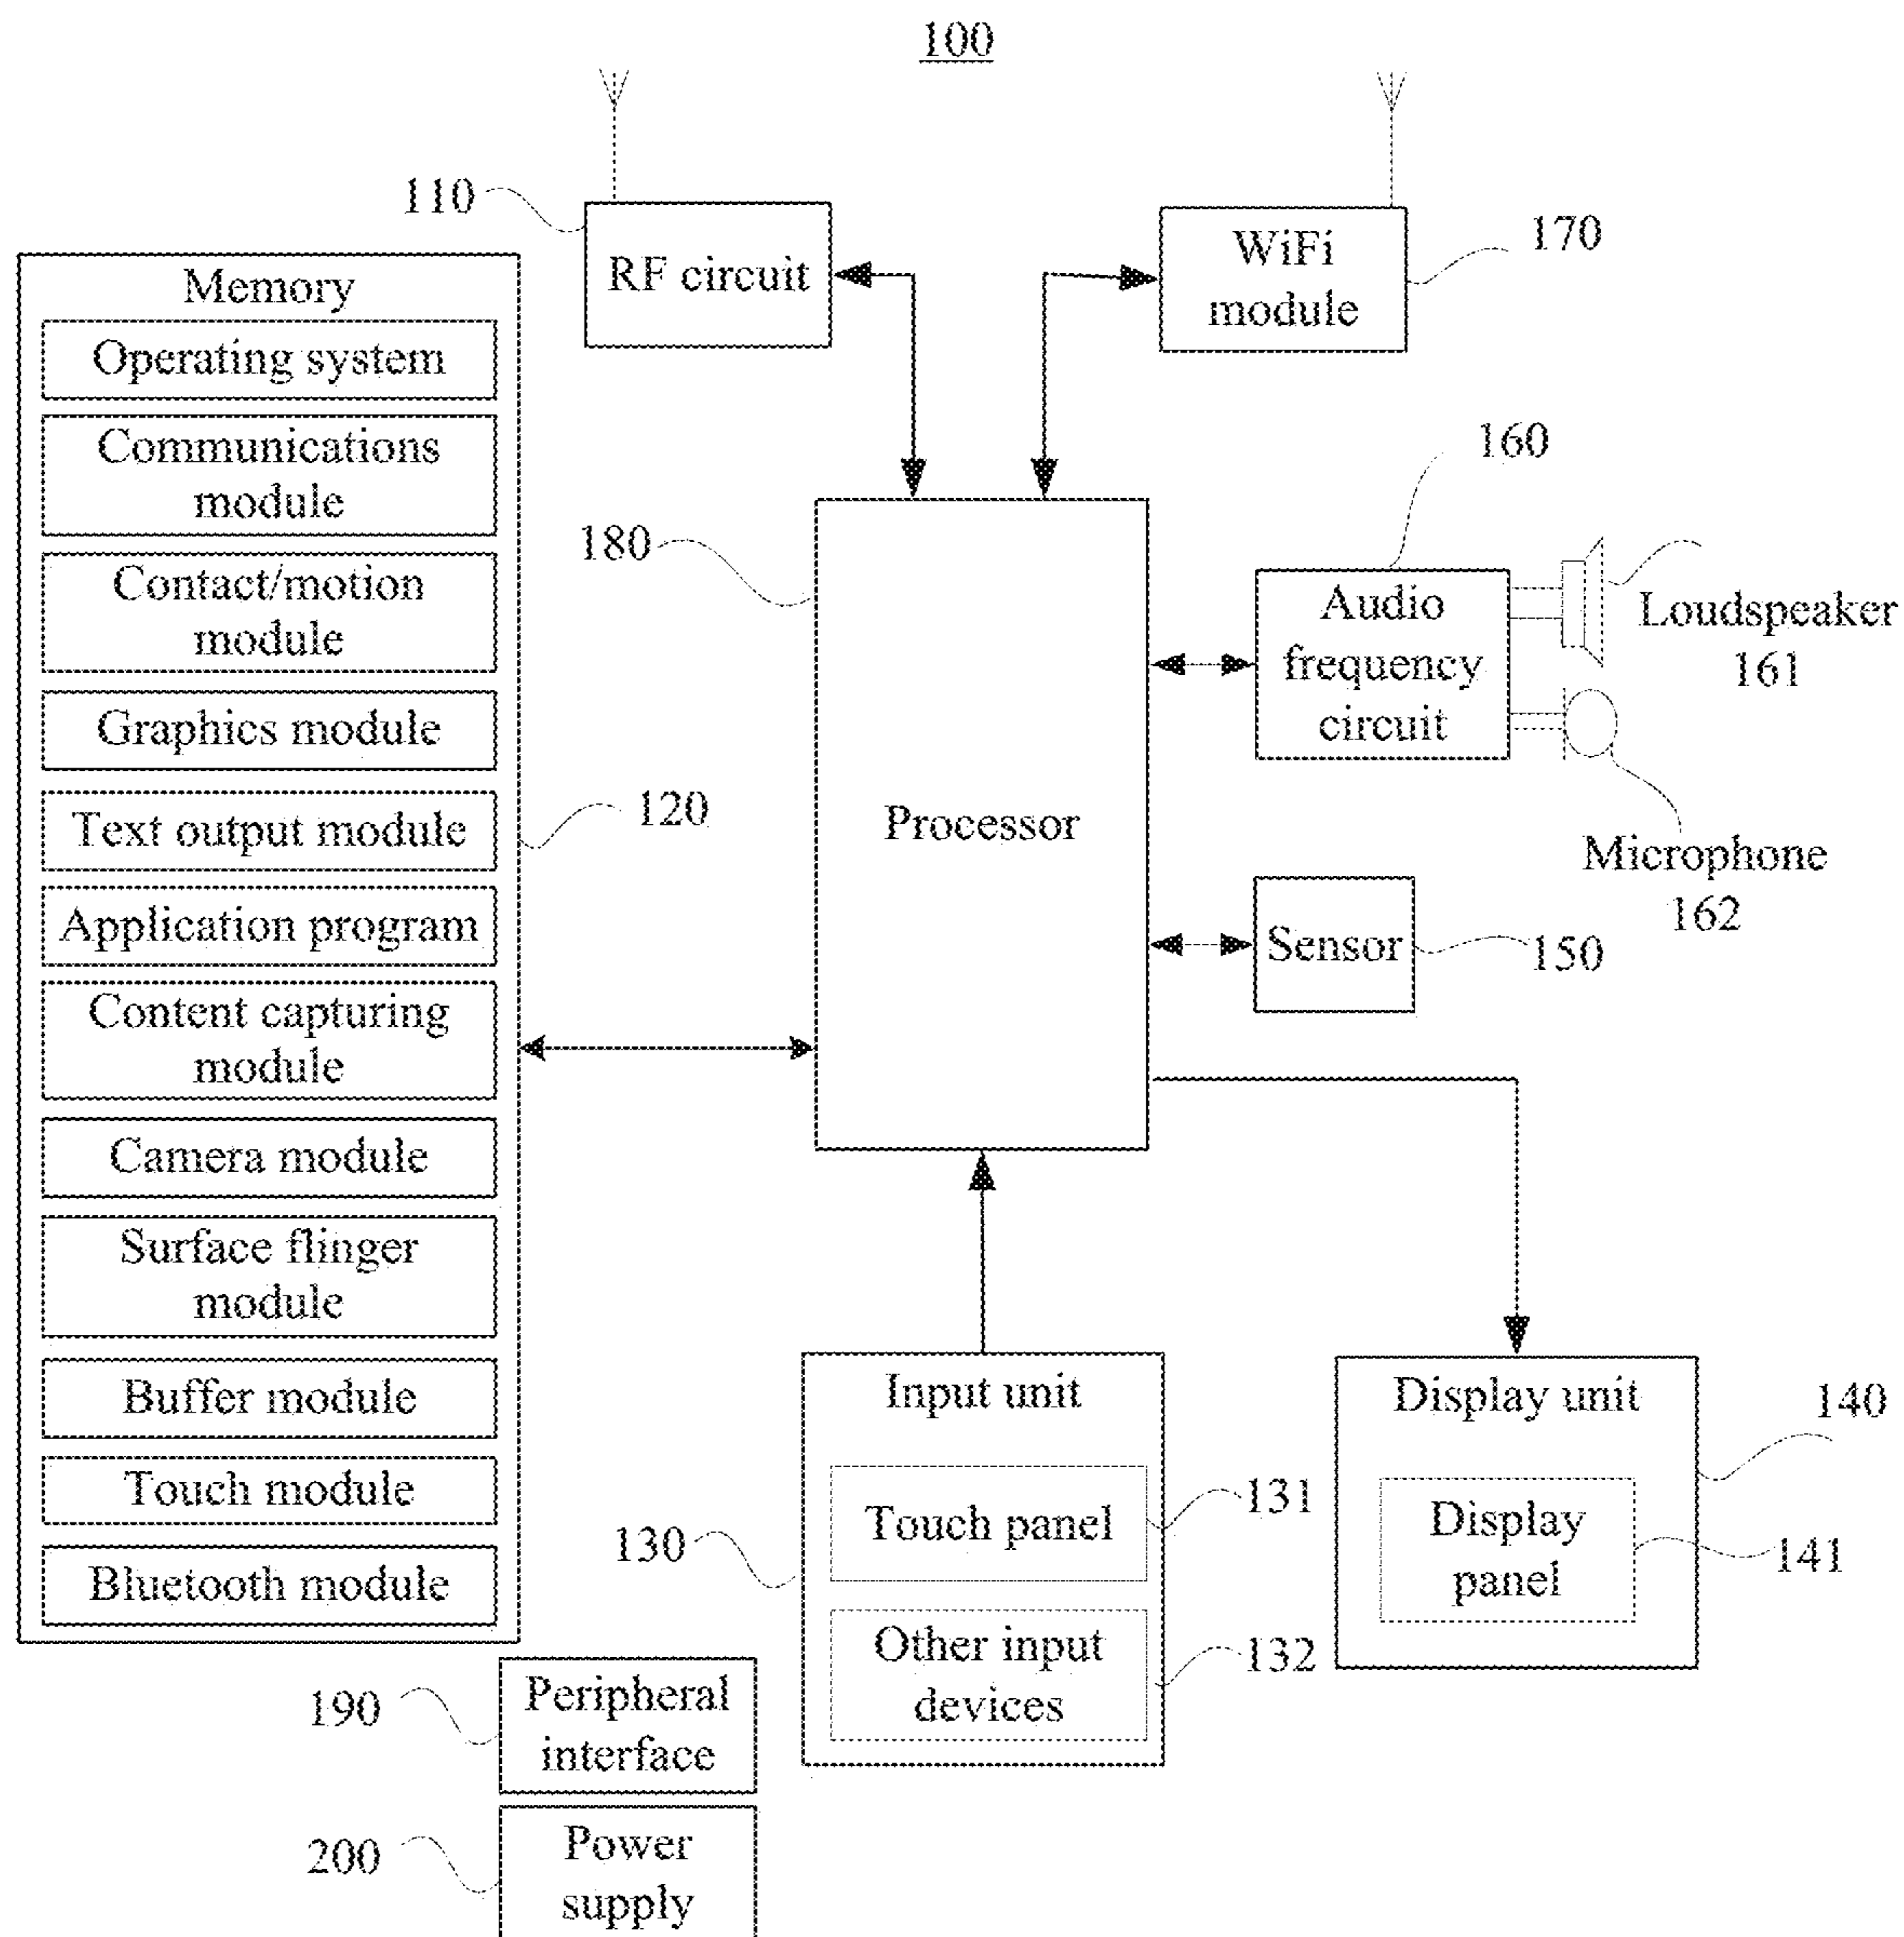 100
110
RF circuit
WiFi
module
170
Memory
Operating system
Communications
module
Contact/motion
module
Graphics module
Text output module
Application program
Content capturing
module
Camera module
Surface flinger
module
Buffer module
Touch module
Bluetooth module
120
180
Processor
160
Audio
frequency
circuit
Loudspeaker
161
Microphone
162
Sensor
150
Input unit
Touch panel
131
130
Other input
devices
132
Display unit
140
Display
panel
141
190
Peripheral
interface
200
Power
supply